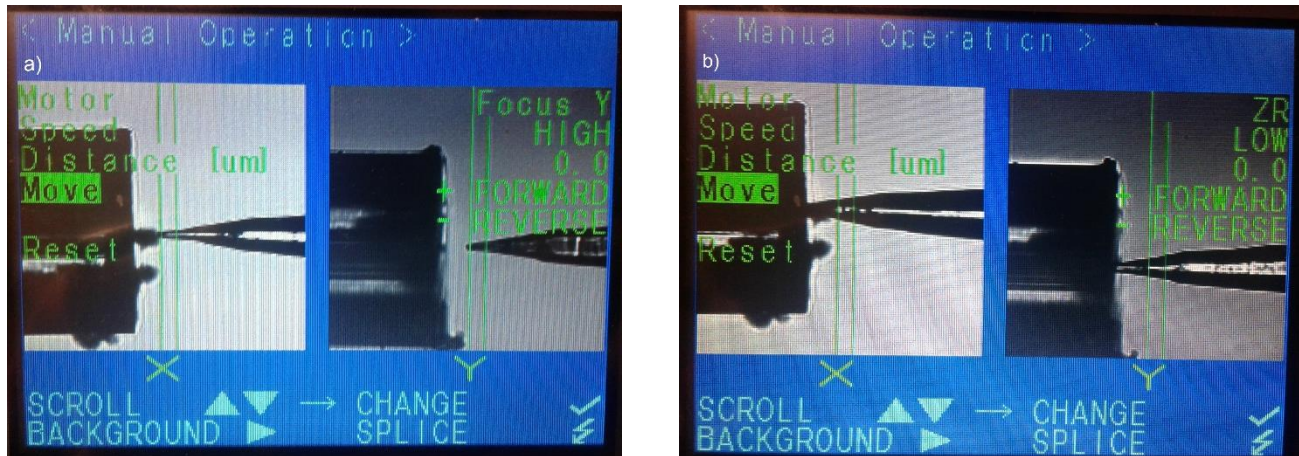 < Manual Operation >
a)
Motor Focus Y
Speed HIGH
Distance [um] 0.0
Move FORWARD
REVERSE
Reset
X Y
SCROLL ▲▼ → CHANGE
BACKGROUND ▶ SPLICE
< Manual Operation >
b)
Motor ZR
Speed LOW
Distance [um] 0.0
Move FORWARD
REVERSE
Reset
X Y
SCROLL ▲▼ → CHANGE
BACKGROUND ▶ SPLICE